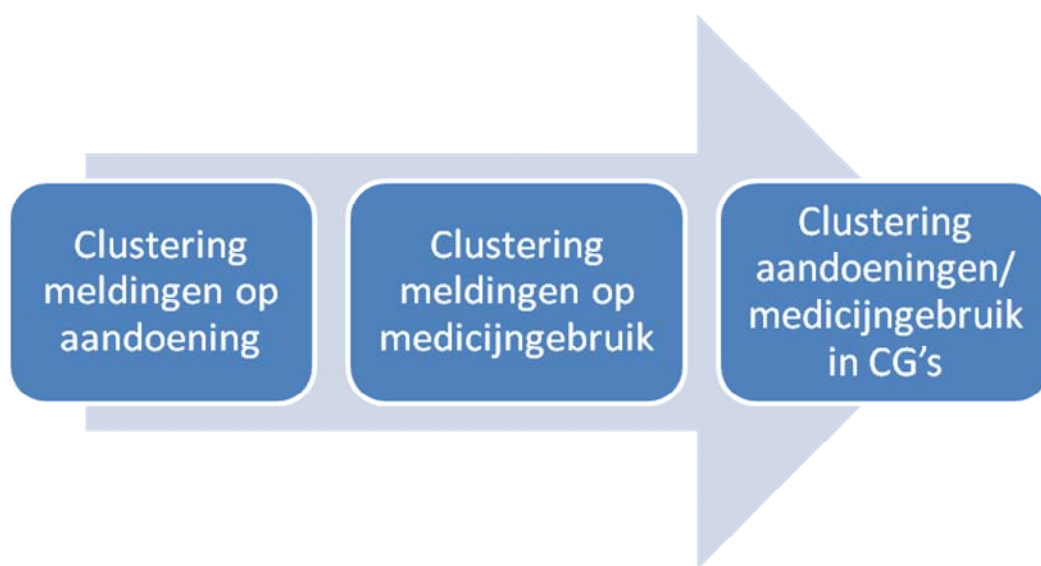 Clustering
meldingen op
aandoening
Clustering
meldingen op
medicijngebruik
Clustering
aandoeningen/
medicijngebruik
in CG’s